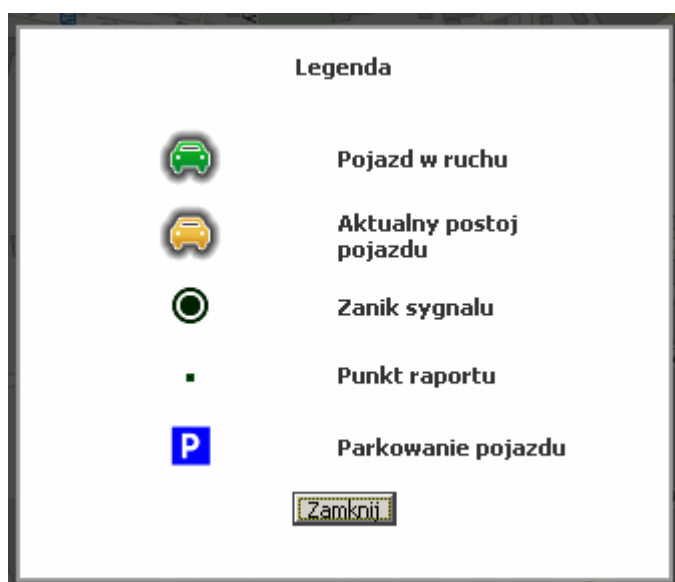 Legenda
Pojazd w ruchu
Aktualny postoj
pojazdu
Zanik sygnalu
Punkt raportu
P
Parkowanie pojazdu
Zamknij